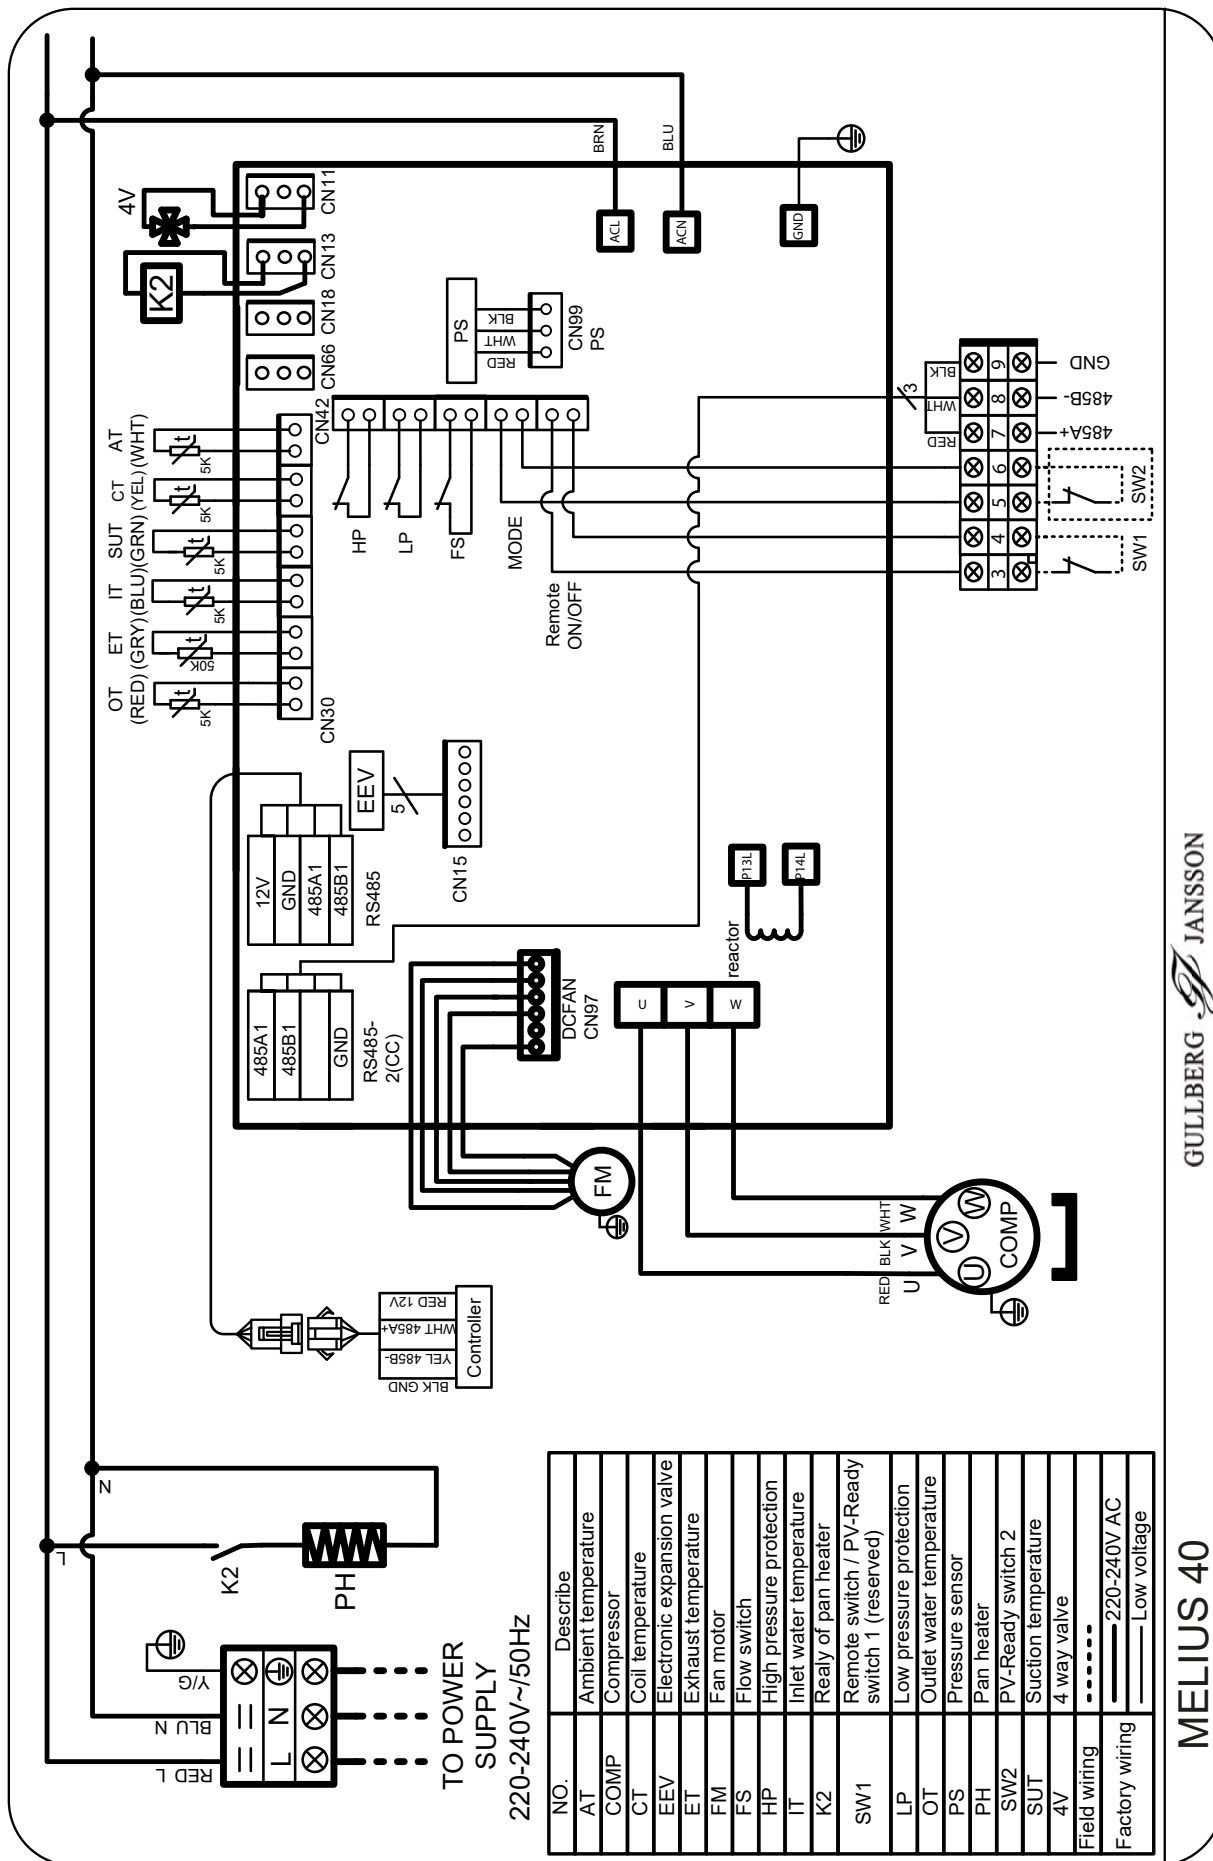 BRN
BLU
4V
K2
CN11
CN13
CN18
CN66
ACL
ACN
GND
PS
BLK
WHT
RED
CN99
PS
AT
(WHT)
5K
CT
(YEL)
5K
SUT
(GRN)
5K
IT
(BLU)
5K
ET
(GRY)
50K
OT
(RED)
5K
CN42
CN30
HP
LP
FS
MODE
Remote
ON/OFF
3
BLK
WHT
RED
9
8
7
6
5
4
3
GND
485B-
485A+
SW2
SW1
12V
GND
485A1
485B1
RS485
EEV
5
CN15
485A1
485B1
GND
RS485-
2(CC)
DCFAN
CN97
reactor
P13L
P14L
U
V
W
FM
RED
BLK
WHT
U
V
W
U
V
W
COMP
RED 12V
WHT 485A+
YEL 485B-
BLK GND
Controller
N
L
K2
PH
Y/G
BLU N
RED L
L
N
TO POWER
SUPPLY
220-240V~/50Hz
NO. Describe
AT Ambient temperature
COMP Compressor
CT Coil temperature
EEV Electronic expansion valve
ET Exhaust temperature
FM Fan motor
FS Flow switch
HP High pressure protection
IT Inlet water temperature
K2 Realy of pan heater
SW1 Remote switch / PV-Ready
switch 1 (reserved)
LP Low pressure protection
OT Outlet water temperature
PS Pressure sensor
PH Pan heater
SW2 PV-Ready switch 2
SUT Suction temperature
4V 4 way valve
Field wiring
Factory wiring 220-240V AC
Low voltage
MELIUS 40
GULLBERG & JANSSON